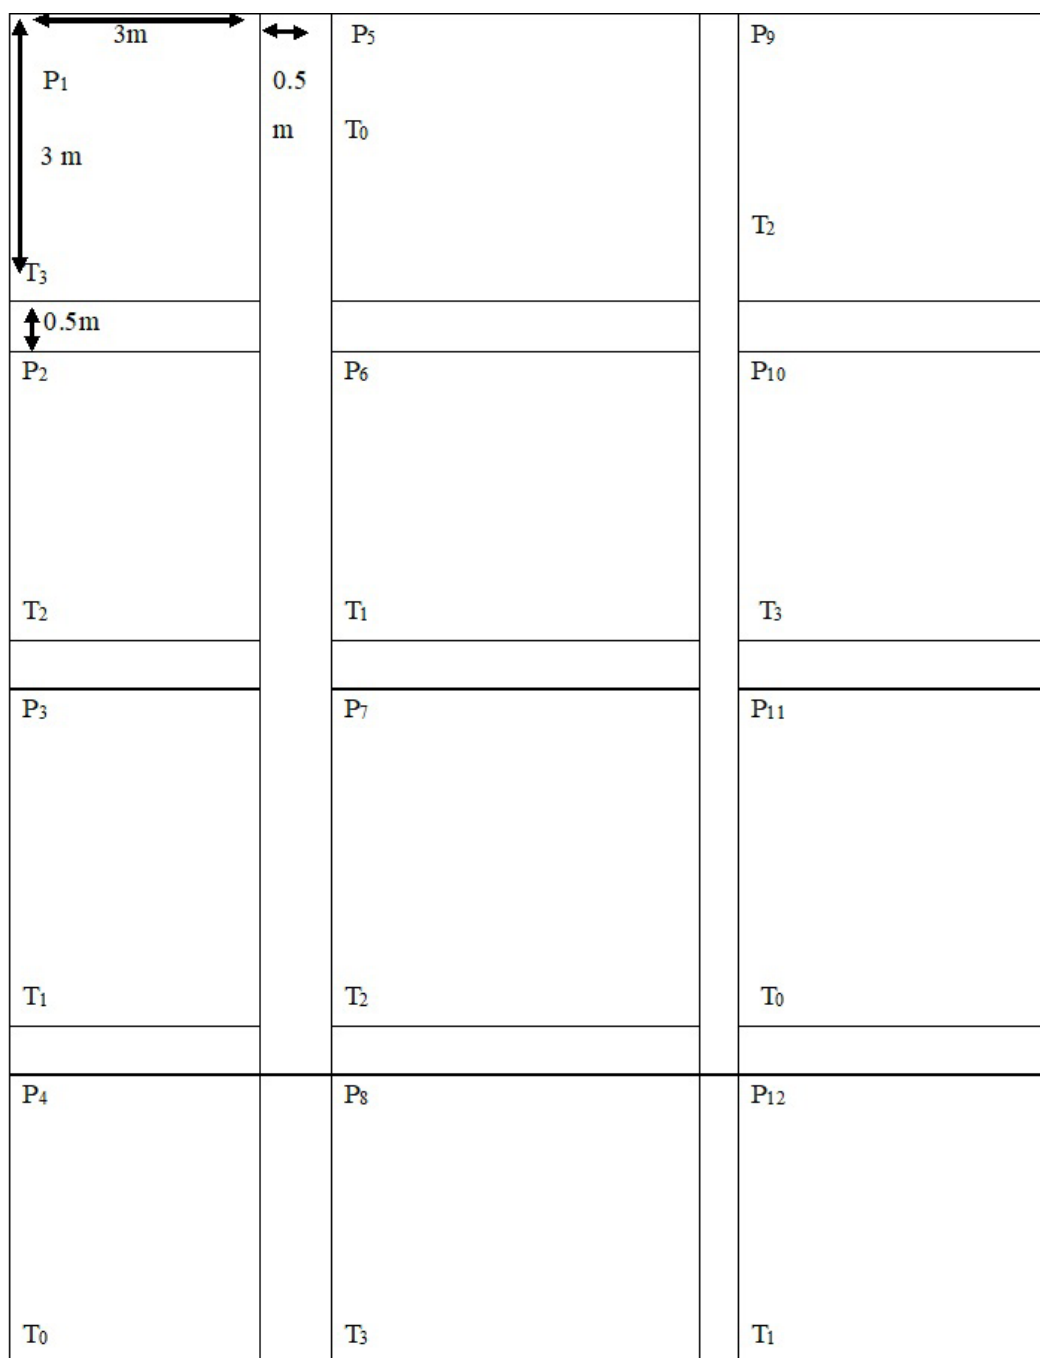 3m
P₁
3 m
T₃
0.5
m
P₅
T₀
P₉
T₂
0.5m
P₂
T₂
P₆
T₁
P₁₀
T₃
P₃
T₁
P₇
T₂
P₁₁
T₀
P₄
T₀
P₈
T₃
P₁₂
T₁